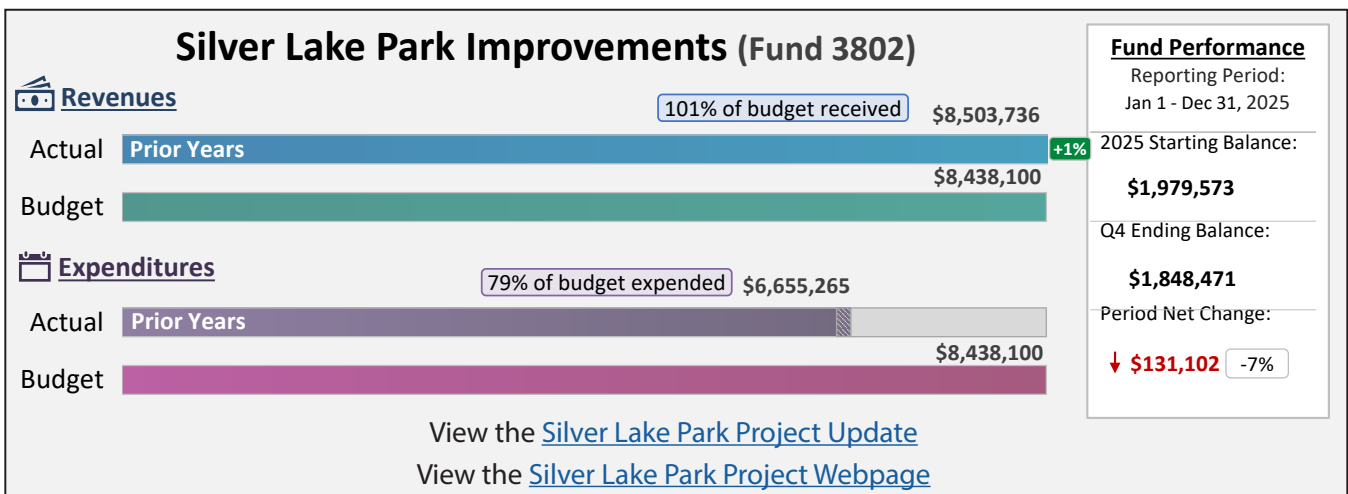 Silver Lake Park Improvements (Fund 3802)
Revenues
101% of budget received
$8,503,736
Actual
Prior Years
+1%
$8,438,100
Budget
Expenditures
79% of budget expended
$6,655,265
Actual
Prior Years
$8,438,100
Budget
View the Silver Lake Park Project Update
View the Silver Lake Park Project Webpage
Fund Performance
Reporting Period:
Jan 1 - Dec 31, 2025
2025 Starting Balance:
$1,979,573
Q4 Ending Balance:
$1,848,471
Period Net Change:
$131,102 -7%